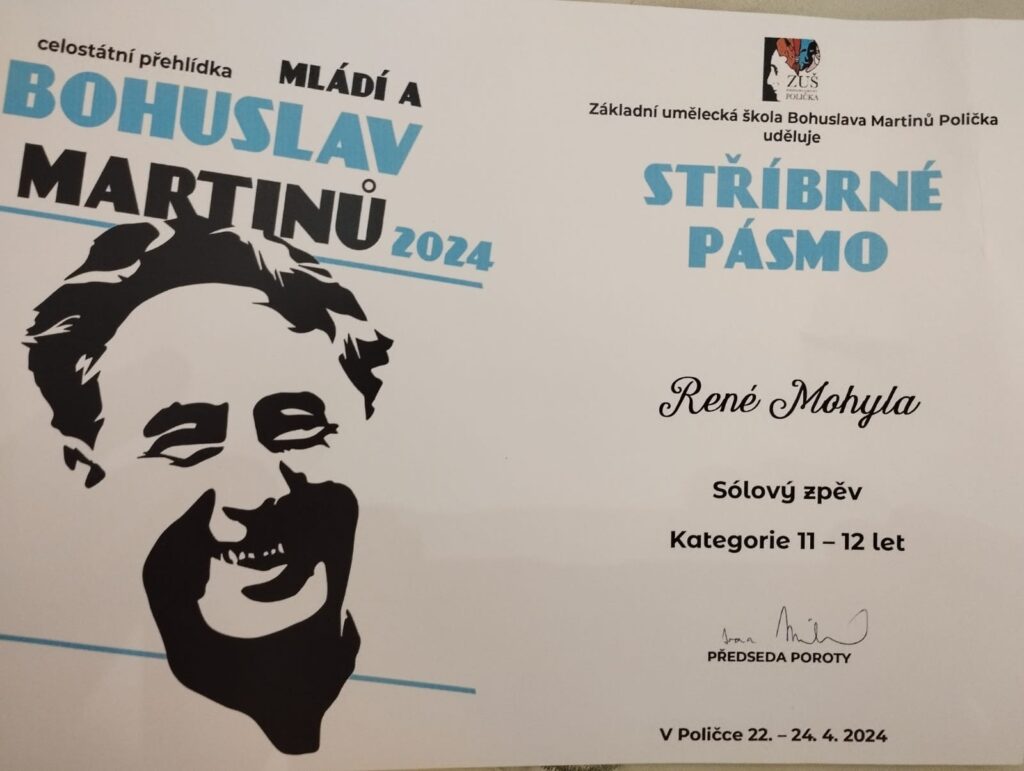 celostátní přehlídka
MLÁDÍ A
BOHUSLAV
MARTINŮ
2024
ZUŠ
POLIČKA
Základní umělecká škola Bohuslava Martinů Polička
uděluje
STŘÍBRNÉ
PÁSMO
René Mohyla
Sólový zpěv
Kategorie 11 – 12 let
PŘEDSEDA POROTY
V Poličce 22. – 24. 4. 2024